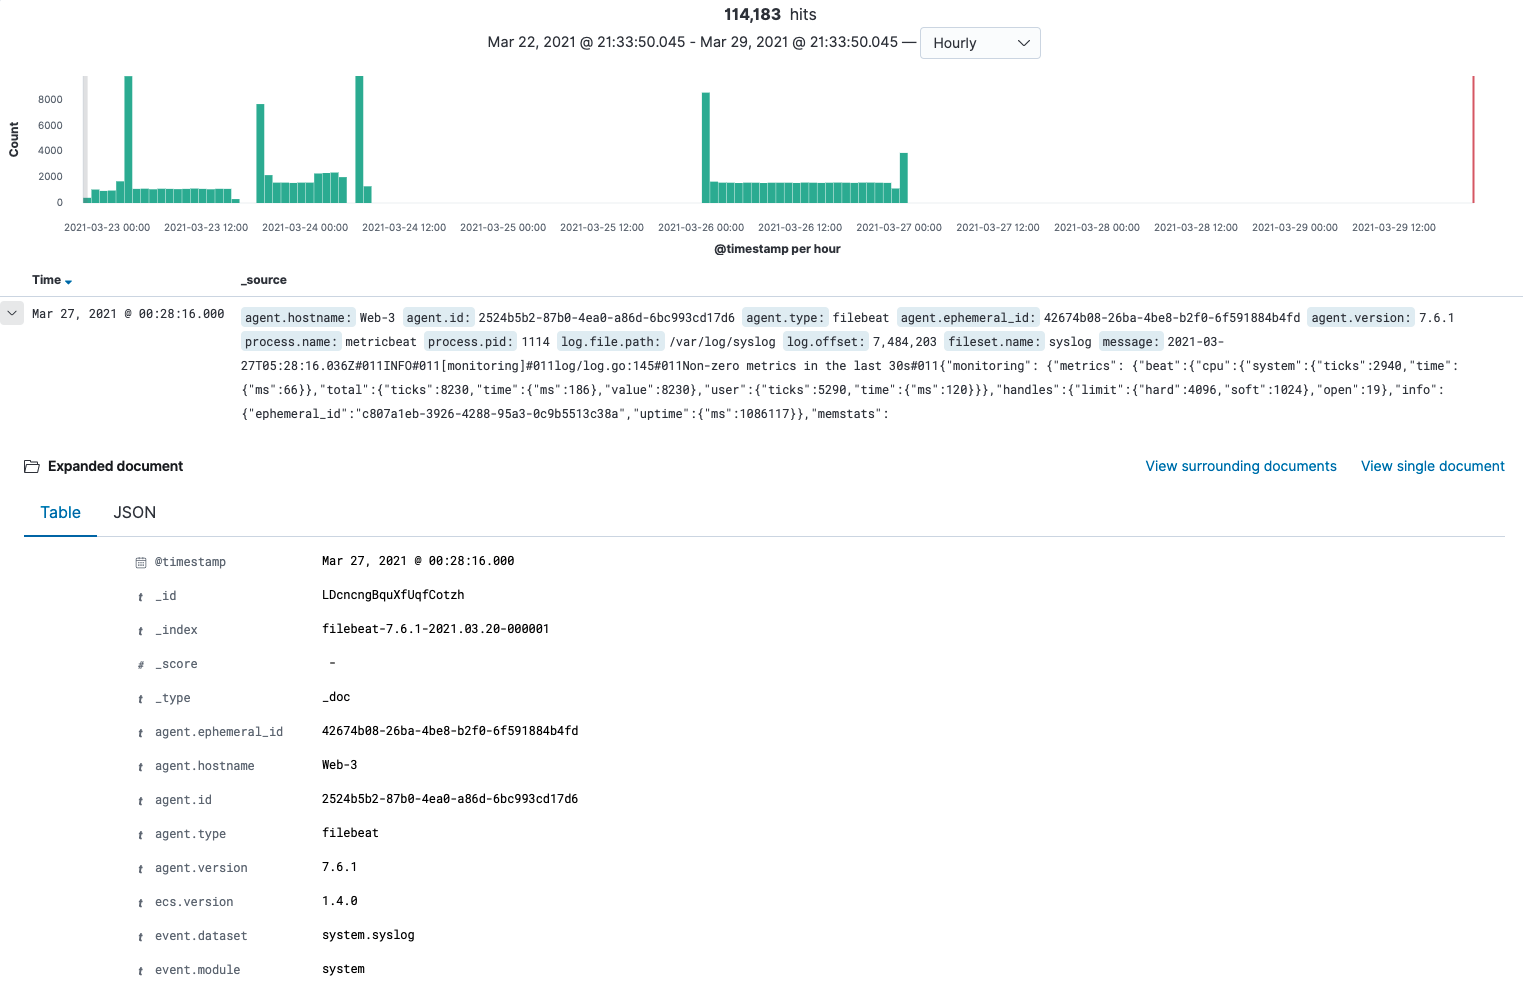 114,183 hits
Mar 22, 2021 @ 21:33:50.045 - Mar 29, 2021 @ 21:33:50.045 — Hourly
Count
8000
6000
4000
2000
0
2021-03-23 00:00 2021-03-23 12:00 2021-03-24 00:00 2021-03-24 12:00 2021-03-25 00:00 2021-03-25 12:00 2021-03-26 00:00 2021-03-26 12:00 2021-03-27 00:00 2021-03-27 12:00 2021-03-28 00:00 2021-03-28 12:00 2021-03-29 00:00 2021-03-29 12:00
@timestamp per hour
Time _source
Mar 27, 2021 @ 00:28:16.000 agent.hostname: Web-3 agent.id: 2524b5b2-87b0-4ea0-a86d-6bc993cd17d6 agent.type: filebeat agent.ephemeral_id: 42674b08-26ba-4be8-b2f0-6f591884b4fd agent.version: 7.6.1
process.name: metricbeat process.pid: 1114 log.file.path: /var/log/syslog log.offset: 7,484,203 fileset.name: syslog message: 2021-03-
27T05:28:16.036Z#011INFO#011[monitoring]#011log/log.go:145#011Non-zero metrics in the last 30s#011{"monitoring": {"metrics": {"beat":{"cpu":{"system":{"ticks":2940,"time":
{"ms":66}},"total":{"ticks":8230,"time":{"ms":186},"value":8230},"user":{"ticks":5290,"time":{"ms":120}}},"handles":{"limit":{"hard":4096,"soft":1024},"open":19},"info":
{"ephemeral_id":"c807a1eb-3926-4288-95a3-0c9b5513c38a","uptime":{"ms":1086117}},"memstats":
Expanded document View surrounding documents View single document
Table JSON
@timestamp Mar 27, 2021 @ 00:28:16.000
t _id LDcncngBquXfUqfCotzh
t _index filebeat-7.6.1-2021.03.20-000001
# _score -
t _type _doc
t agent.ephemeral_id 42674b08-26ba-4be8-b2f0-6f591884b4fd
t agent.hostname Web-3
t agent.id 2524b5b2-87b0-4ea0-a86d-6bc993cd17d6
t agent.type filebeat
t agent.version 7.6.1
t ecs.version 1.4.0
t event.dataset system.syslog
t event.module system